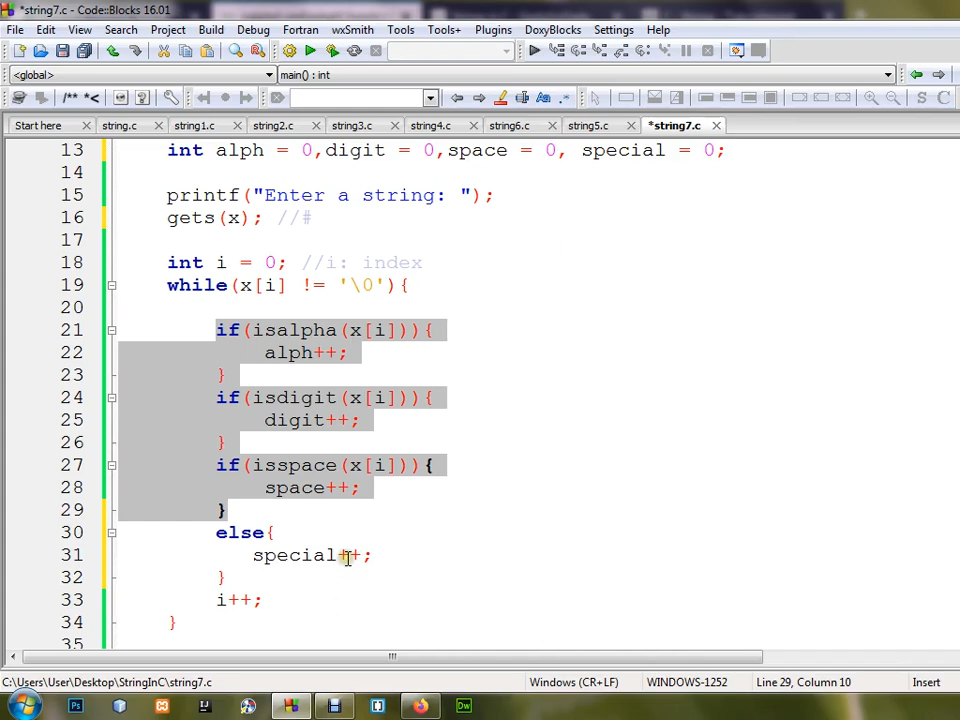 *string7.c - Code::Blocks 16.01
File Edit View Search Project Build Debug Fortran wxSmith Tools Tools+ Plugins DoxyBlocks Settings Help
<global> main() : int
/** *<
S C
Start here string.c string1.c string2.c string3.c string4.c string6.c string5.c *string7.c
13 int alph = 0,digit = 0,space = 0, special = 0;
14
15 printf("Enter a string: ");
16 gets(x); //#
17
18 int i = 0; //i: index
19 while(x[i] != '\0'){
20
21 if(isalpha(x[i])){
22 alph++;
23 }
24 if(isdigit(x[i])){
25 digit++;
26 }
27 if(isspace(x[i])){
28 space++;
29 }
30 else{
31 special++;
32 }
33 i++;
34 }
35
C:\Users\User\Desktop\StringInC\string7.c Windows (CR+LF) WINDOWS-1252 Line 29, Column 10 Insert
Ps IJ Dw